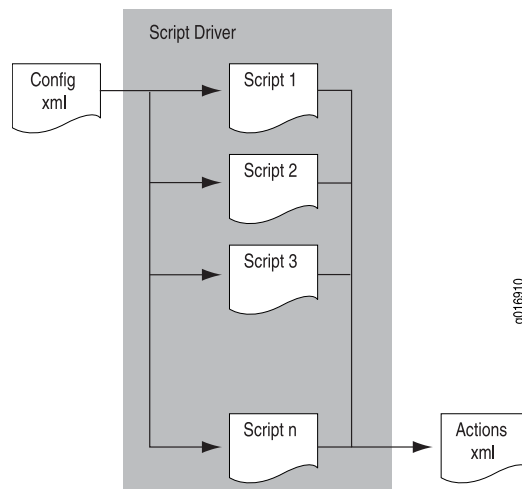 Script Driver
Config
xml
Script 1
Script 2
Script 3
Script n
Actions
xml
g016910